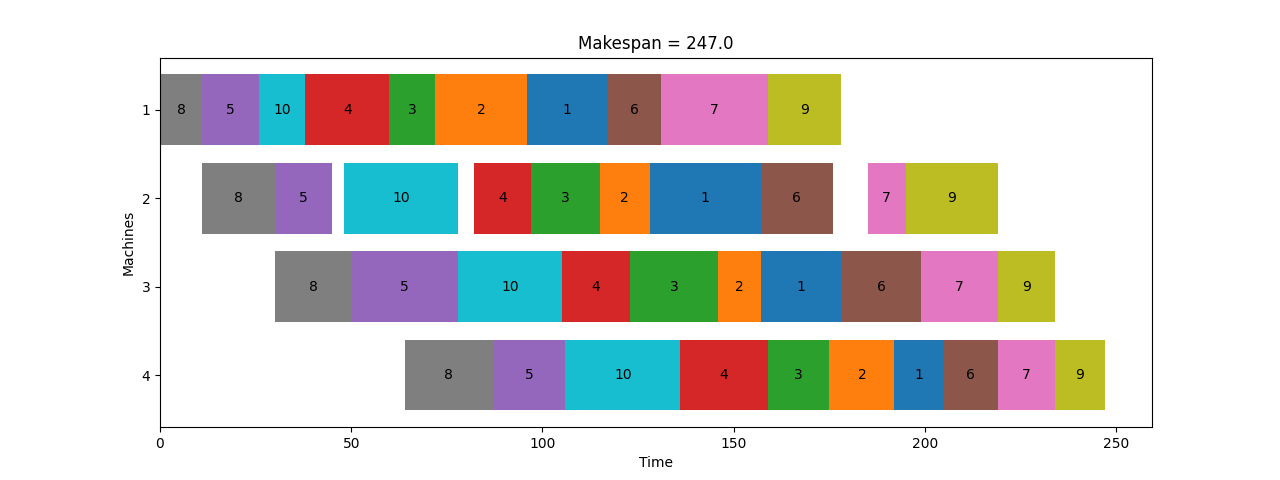 Makespan = 247.0
1 8 5 10 4 3 2 1 6 7 9
2 8 5 10 4 3 2 1 6 7 9
3 8 5 10 4 3 2 1 6 7 9
4 8 5 10 4 3 2 1 6 7 9
Machines
0 50 100 150 200 250
Time